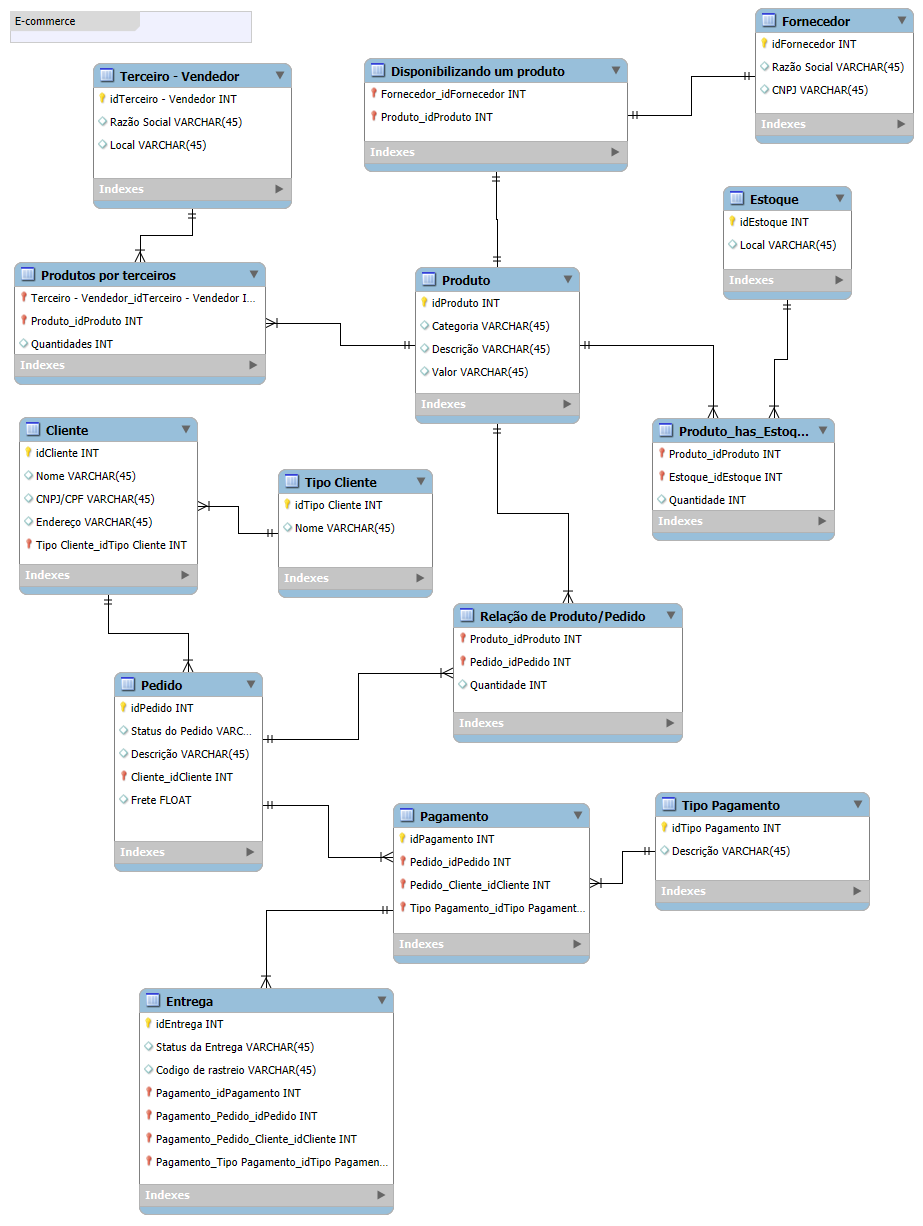 E-commerce
Fornecedor
idFornecedor INT
Razão Social VARCHAR(45)
CNPJ VARCHAR(45)
Indexes
Terceiro - Vendedor
idTerceiro - Vendedor INT
Razão Social VARCHAR(45)
Local VARCHAR(45)
Indexes
Disponibilizando um produto
Fornecedor_idFornecedor INT
Produto_idProduto INT
Indexes
Estoque
idEstoque INT
Local VARCHAR(45)
Indexes
Produtos por terceiros
Terceiro - Vendedor_idTerceiro - Vendedor I...
Produto_idProduto INT
Quantidades INT
Indexes
Produto
idProduto INT
Categoria VARCHAR(45)
Descrição VARCHAR(45)
Valor VARCHAR(45)
Indexes
Produto_has_Estoq...
Produto_idProduto INT
Estoque_idEstoque INT
Quantidade INT
Indexes
Cliente
idCliente INT
Nome VARCHAR(45)
CNPJ/CPF VARCHAR(45)
Endereço VARCHAR(45)
Tipo Cliente_idTipo Cliente INT
Indexes
Tipo Cliente
idTipo Cliente INT
Nome VARCHAR(45)
Indexes
Relação de Produto/Pedido
Produto_idProduto INT
Pedido_idPedido INT
Quantidade INT
Indexes
Pedido
idPedido INT
Status do Pedido VARC...
Descrição VARCHAR(45)
Cliente_idCliente INT
Frete FLOAT
Indexes
Pagamento
idPagamento INT
Pedido_idPedido INT
Pedido_Cliente_idCliente INT
Tipo Pagamento_idTipo Pagament...
Indexes
Tipo Pagamento
idTipo Pagamento INT
Descrição VARCHAR(45)
Indexes
Entrega
idEntrega INT
Status da Entrega VARCHAR(45)
Codigo de rastreio VARCHAR(45)
Pagamento_idPagamento INT
Pagamento_Pedido_idPedido INT
Pagamento_Pedido_Cliente_idCliente INT
Pagamento_Tipo Pagamento_idTipo Pagamen...
Indexes